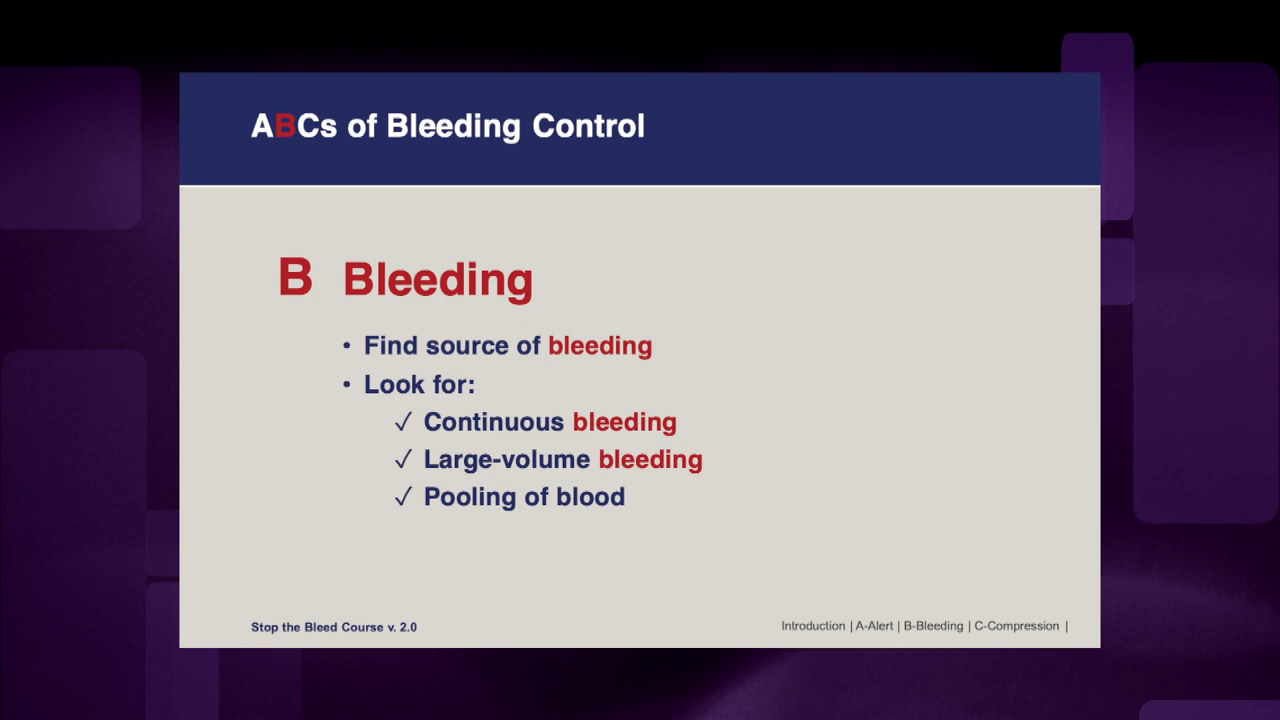 ABCs of Bleeding Control
B Bleeding
• Find source of bleeding
• Look for:
✓ Continuous bleeding
✓ Large-volume bleeding
✓ Pooling of blood
Stop the Bleed Course v. 2.0
Introduction | A-Alert | B-Bleeding | C-Compression |